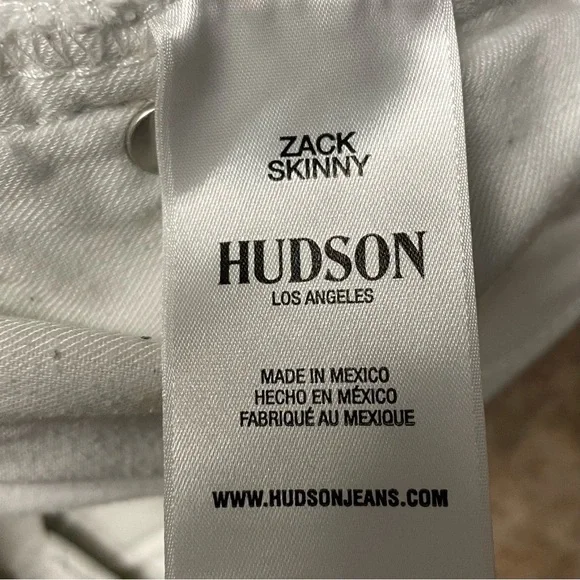 ZACK
SKINNY
HUDSON
LOS ANGELES
MADE IN MEXICO
HECHO EN MÉXICO
FABRIQUÉ AU MEXIQUE
WWW.HUDSONJEANS.COM